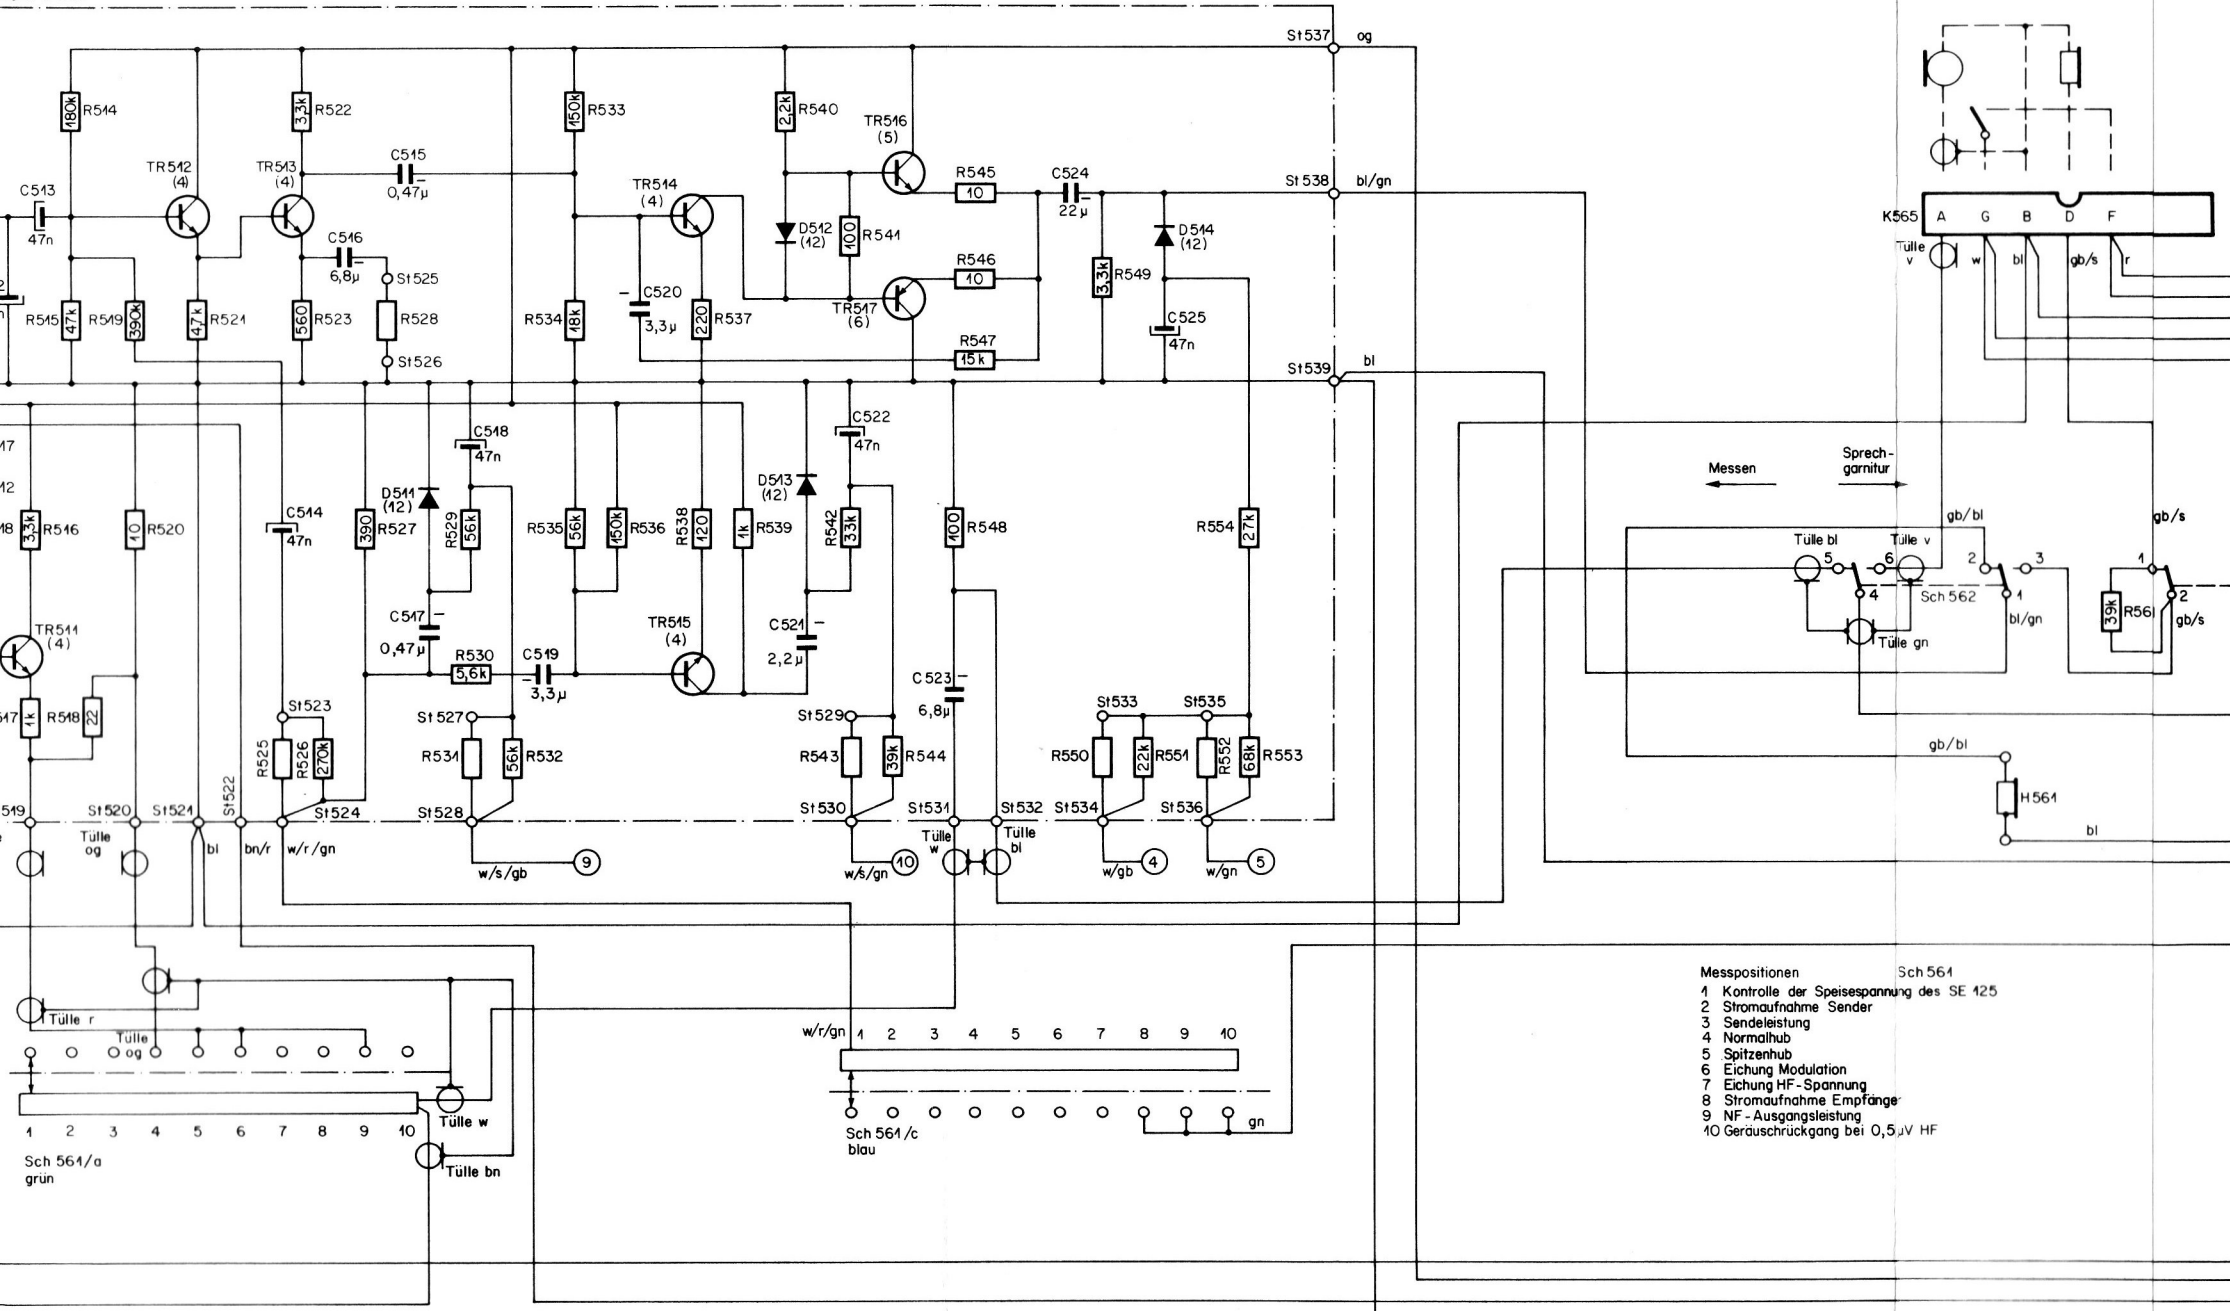 St537
og
R514
180k
R522
3,3k
R533
150k
R540
2,2k
TR516
(5)
TR512
(4)
TR513
(4)
C515
0,47µ
TR514
(4)
R545
10
C524
22µ
St538
bl/gn
C513
47n
K565
A
G
B
D
F
Tülle
v
w
bl
gb/s
r
C516
6,8µ
St525
D512
(12)
R541
100
D514
(12)
R546
10
R549
3,3k
C520
3,3µ
TR517
(6)
R515
47k
R519
390k
R521
4,7k
R523
560
R528
R534
18k
R537
220
C525
47n
R547
15k
St526
St539
bl
C518
47n
C522
47n
Messen
Sprech-
garnitur
D511
(12)
D513
(12)
R516
3,3k
R520
10
C514
47n
R527
390
R529
56k
R535
56k
R536
150k
R538
120
R539
1k
R542
33k
R548
100
R554
27k
gb/bl
gb/s
Tülle bl
Tülle v
5
6
2
3
1
4
Sch 562
1
bl/gn
R561
39k
2
gb/s
Tülle gn
TR511
(4)
C517
0,47µ
R530
5,6k
C519
3,3µ
TR515
(4)
C521
2,2µ
C523
6,8µ
1k
R518
22
St523
R525
R526
270k
St527
R531
R532
56k
St529
R543
R544
39k
St533
St535
R550
R551
22k
R552
R553
68k
gb/bl
H561
bl
519
St520
St521
St522
St524
St528
St530
St531
St532
St534
St536
Tülle
og
bl
bn/r
w/r/gn
w/s/gb
9
w/s/gn
10
Tülle
w
Tülle
bl
w/gb
4
w/gn
5
Tülle r
Tülle
og
Tülle w
1 2 3 4 5 6 7 8 9 10
Sch 561/a
grün
Tülle bn
w/r/gn
1 2 3 4 5 6 7 8 9 10
gn
Sch 561/c
blau
Messpositionen Sch 561
1 Kontrolle der Speisespannung des SE 125
2 Stromaufnahme Sender
3 Sendeleistung
4 Normalhub
5 Spitzenhub
6 Eichung Modulation
7 Eichung HF-Spannung
8 Stromaufnahme Empfänge
9 NF-Ausgangsleistung
10 Geräuschrückgang bei 0,5µV HF